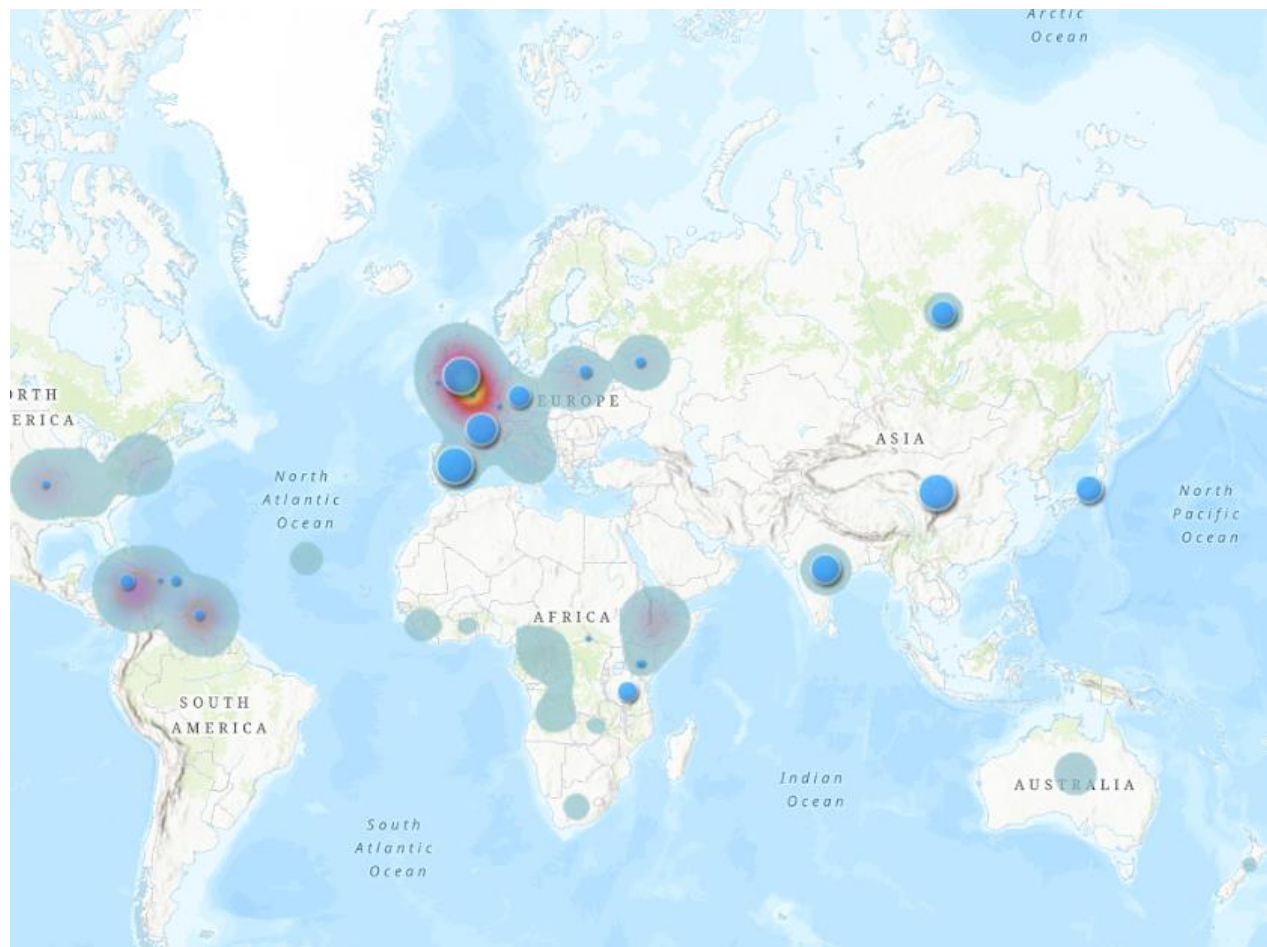 Arctic
Ocean
ORTH
ERICA
EUROPE
ASIA
North
Atlantic
Ocean
North
Pacific
Ocean
AFRICA
SOUTH
AMERICA
Indian
Ocean
AUSTRALIA
South
Atlantic
Ocean